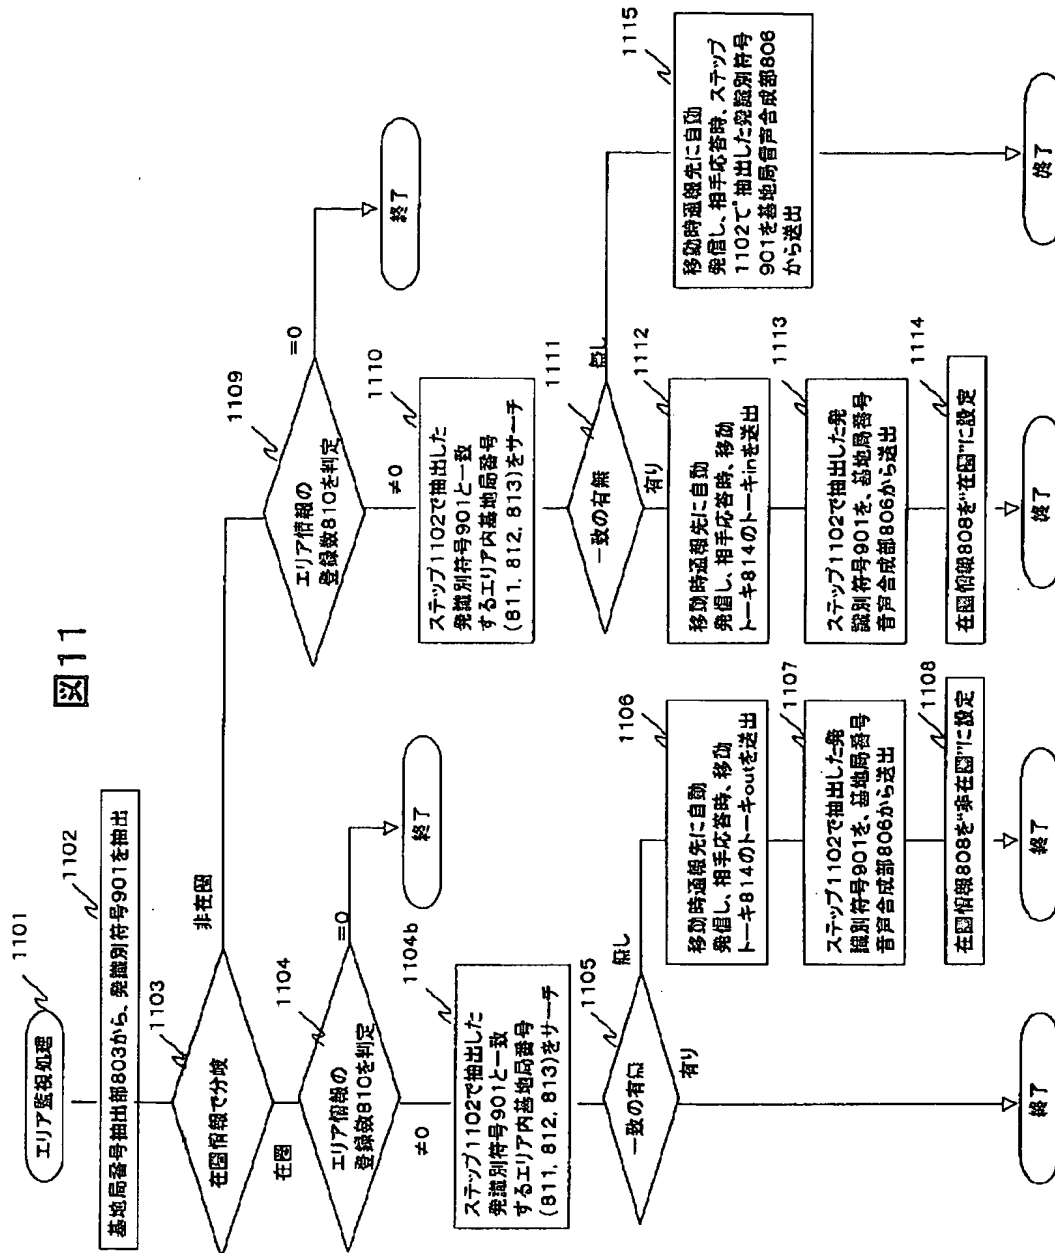 図11
エリア監視処理
1101
基地局番号抽出部803から、発識別符号901を抽出
1102
在圏情報で分岐
1103
在圏
非在圏
エリア情報の
登録数810を判定
1104
=0
終了
≠0
ステップ1102で抽出した
発識別符号901と一致
するエリア内基地局番号
(811, 812, 813)をサーチ
1104b
一致の有無
1105
有り
終了
無し
移動時通報先に自動
発信し、相手応答時、移動
トーキ814のトーキoutを送出
1106
ステップ1102で抽出した発
識別符号901を、基地局番号
音声合成部806から送出
1107
在圏情報808を“非在圏”に設定
1108
終了
エリア情報の
登録数810を判定
1109
=0
終了
≠0
ステップ1102で抽出した
発識別符号901と一致
するエリア内基地局番号
(811, 812, 813)をサーチ
1110
一致の有無
1111
有り
移動時通報先に自動
発信し、相手応答時、移動
トーキ814のトーキinを送出
1112
ステップ1102で抽出した発
識別符号901を、基地局番号
音声合成部806から送出
1113
在圏情報808を“在圏”に設定
1114
終了
無し
移動時通報先に自動
発信し、相手応答時、ステップ
1102で抽出した発識別符号
901を基地局音声合成部806
から送出
1115
終了